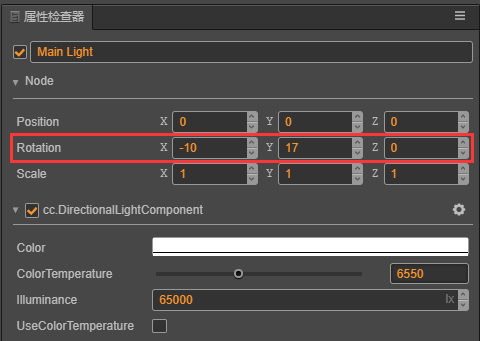 属性检查器
Main Light
Node
Position X 0 Y 0 Z 0
Rotation X -10 Y 17 Z 0
Scale X 1 Y 1 Z 1
cc.DirectionalLightComponent
Color
ColorTemperature 6550
Illuminance 65000 lx
UseColorTemperature